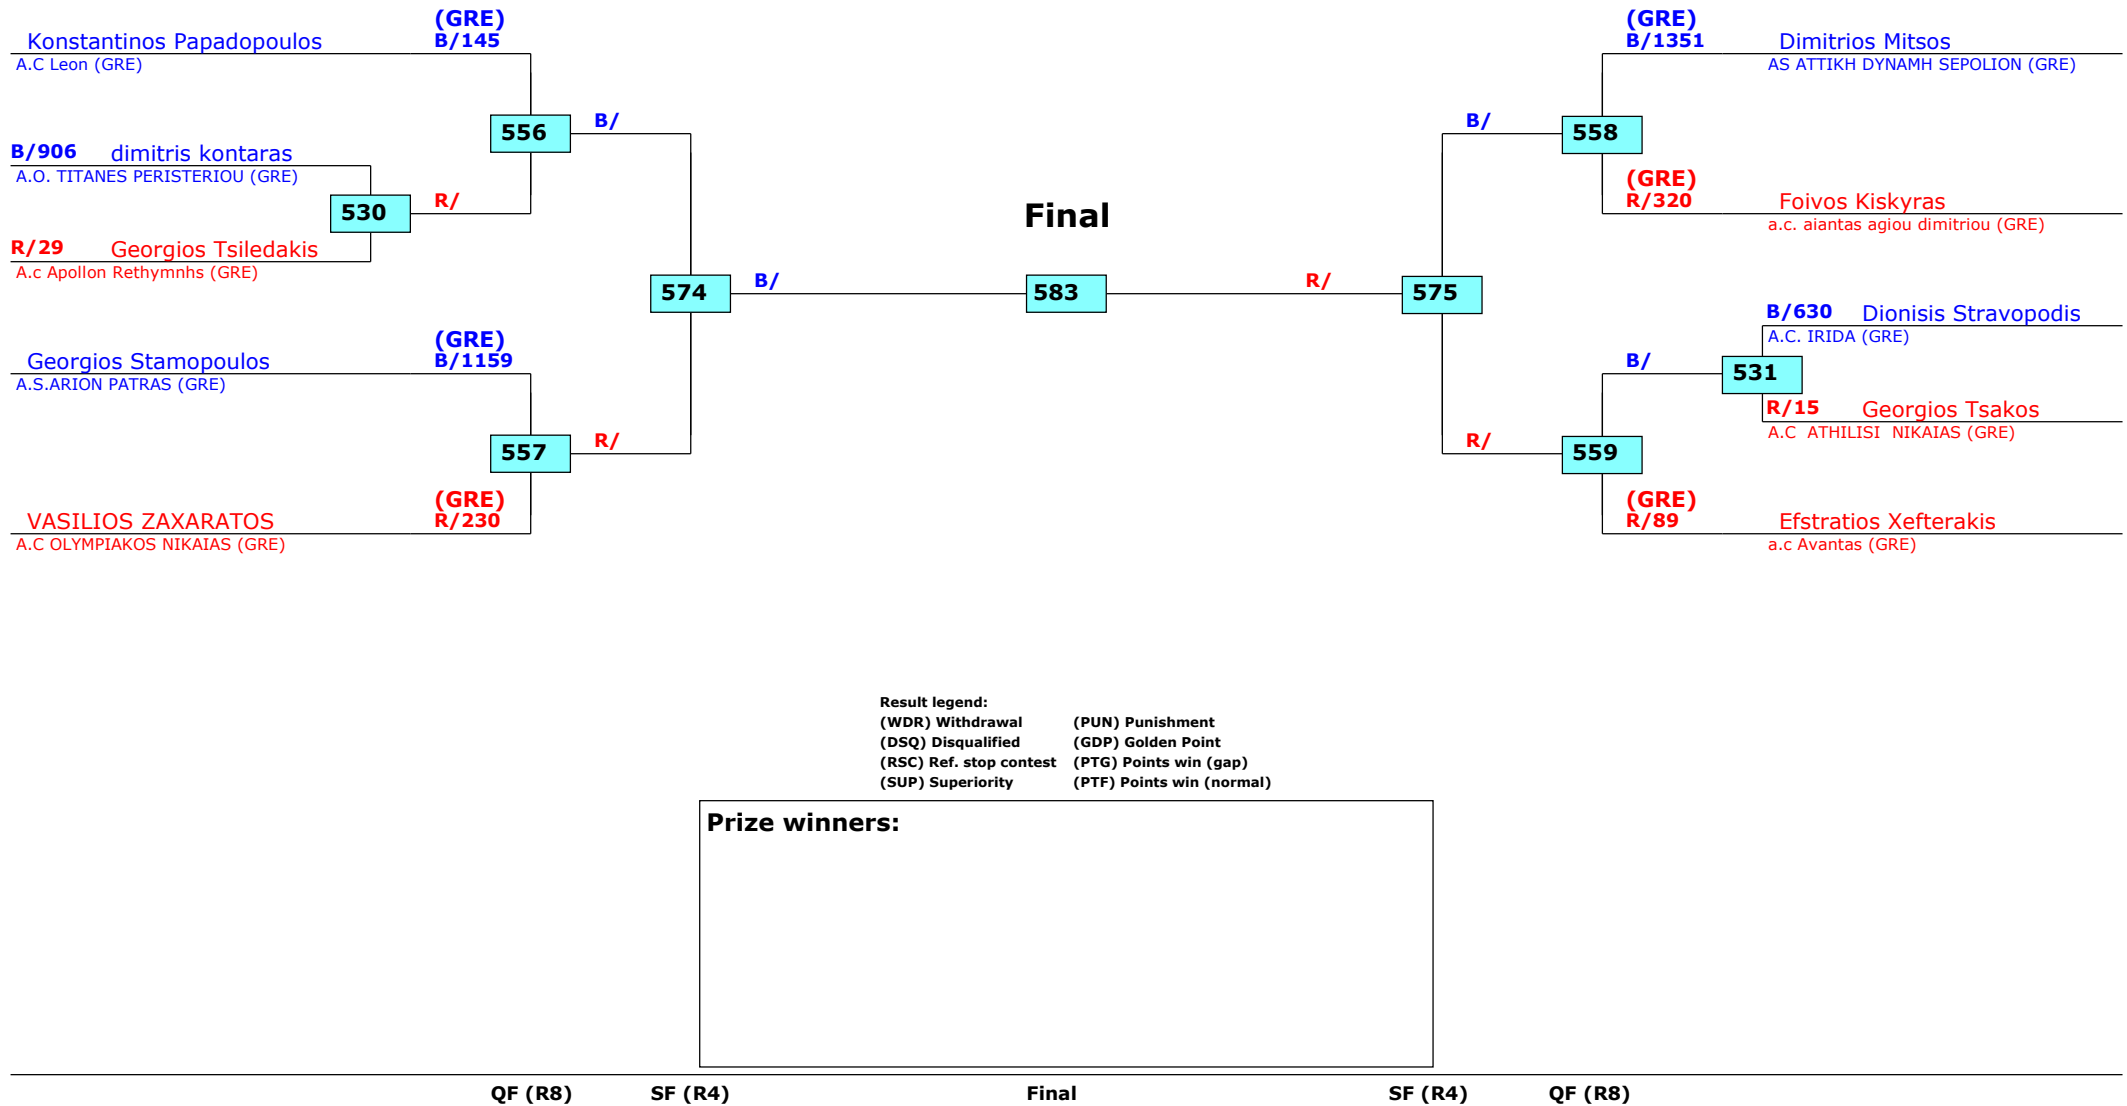 (GRE)
Konstantinos Papadopoulos B/145
A.C Leon (GRE)
556
B/
B/906 dimitris kontaras
A.O. TITANES PERISTERIOU (GRE)
530
R/
R/29 Georgios Tsiledakis
A.c Apollon Rethymnhs (GRE)
574
B/
(GRE)
Georgios Stamopoulos B/1159
A.S.ARION PATRAS (GRE)
557
R/
(GRE)
VASILIOS ZAXARATOS R/230
A.C OLYMPIAKOS NIKAIAS (GRE)
Final
583
(GRE)
B/1351 Dimitrios Mitsos
AS ATTIKH DYNAMH SEPOLION (GRE)
B/
558
(GRE)
R/320 Foivos Kiskyras
a.c. aiantas agiou dimitriou (GRE)
R/
575
B/630 Dionisis Stravopodis
A.C. IRIDA (GRE)
B/
531
R/15 Georgios Tsakos
A.C ATHILISI NIKAIAS (GRE)
R/
559
(GRE)
R/89 Efstratios Xefterakis
a.c Avantas (GRE)
Result legend:
(WDR) Withdrawal (PUN) Punishment
(DSQ) Disqualified (GDP) Golden Point
(RSC) Ref. stop contest (PTG) Points win (gap)
(SUP) Superiority (PTF) Points win (normal)
Prize winners:
QF (R8) SF (R4) Final SF (R4) QF (R8)